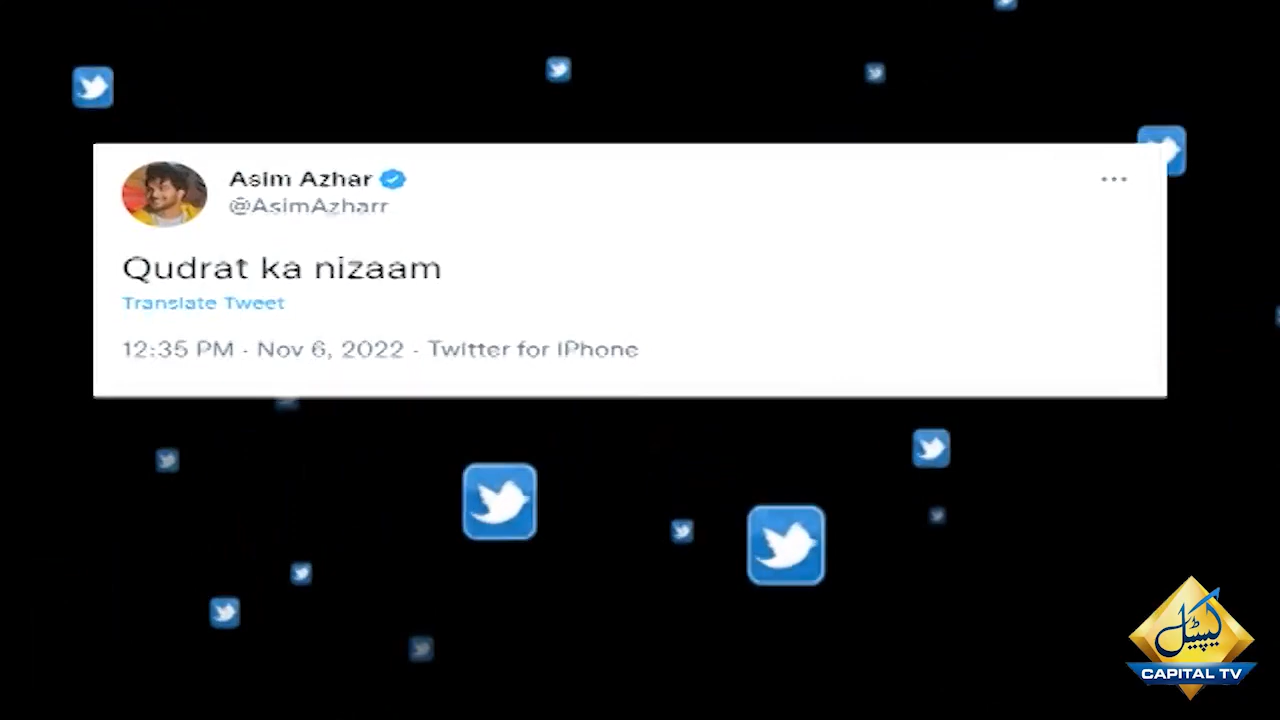 Asim Azhar
@AsimAzharr
Qudrat ka nizaam
Translate Tweet
12:35 PM · Nov 6, 2022 · Twitter for iPhone
کیپیٹل
CAPITAL TV